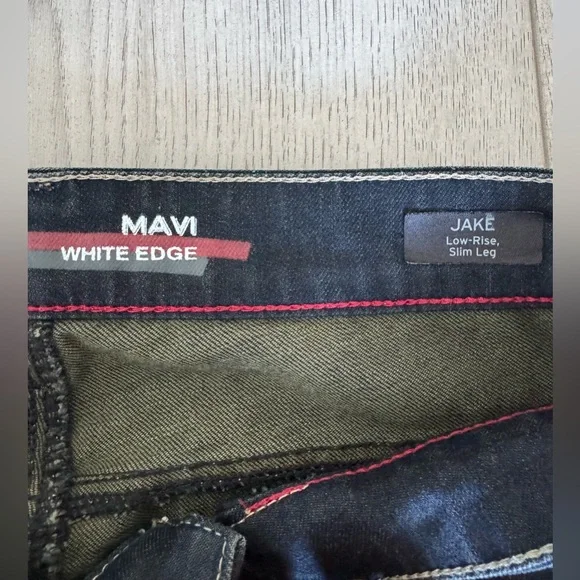 MAVI
WHITE EDGE
JAKE
Low-Rise,
Slim Leg